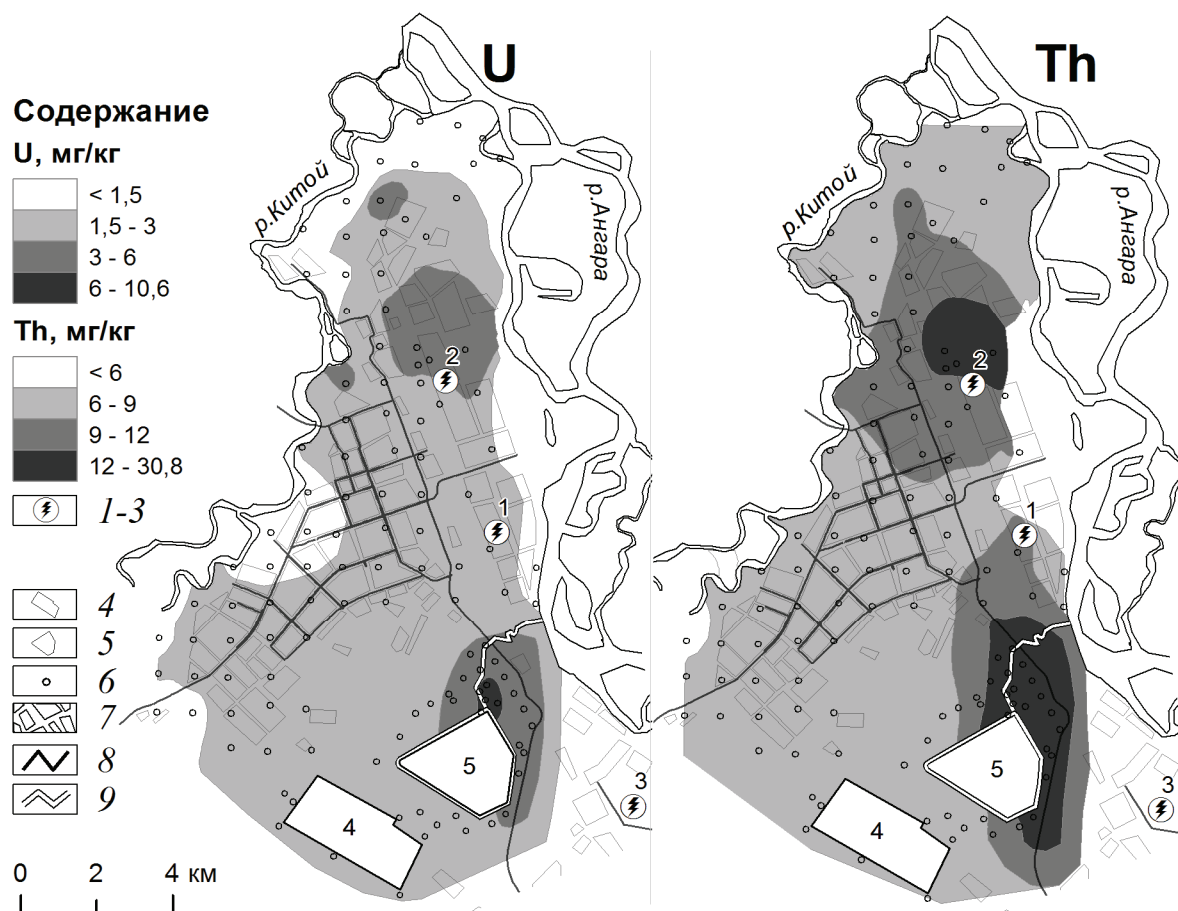 Содержание
U, мг/кг
< 1,5
1,5 - 3
3 - 6
6 - 10,6
Th, мг/кг
< 6
6 - 9
9 - 12
12 - 30,8
1-3
4
5
6
7
8
9
0 2 4 км
U
р.Китой
р.Ангара
2
1
5
4
3
Th
р.Китой
р.Ангара
2
1
5
4
3